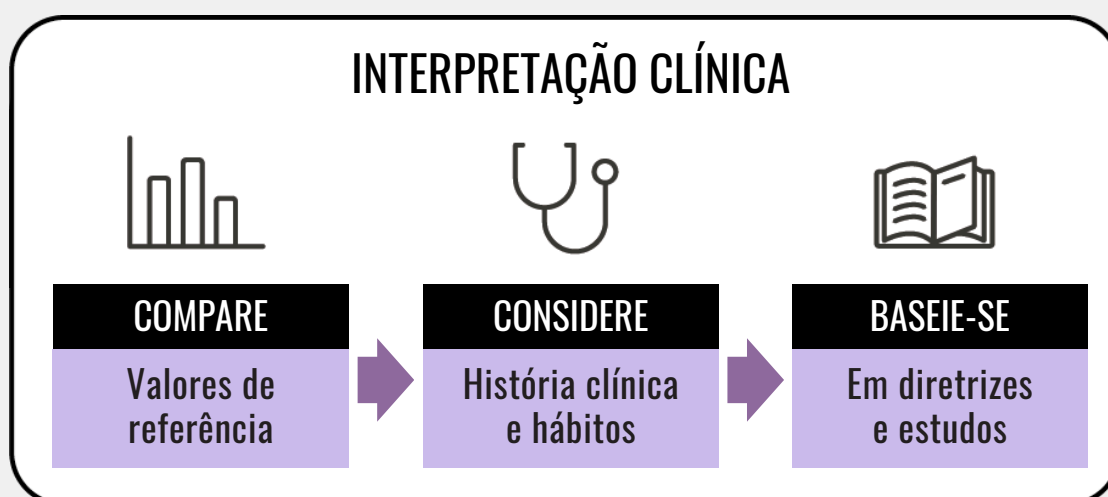 INTERPRETAÇÃO CLÍNICA
COMPARE
Valores de
referência
CONSIDERE
História clínica
e hábitos
BASEIE-SE
Em diretrizes
e estudos